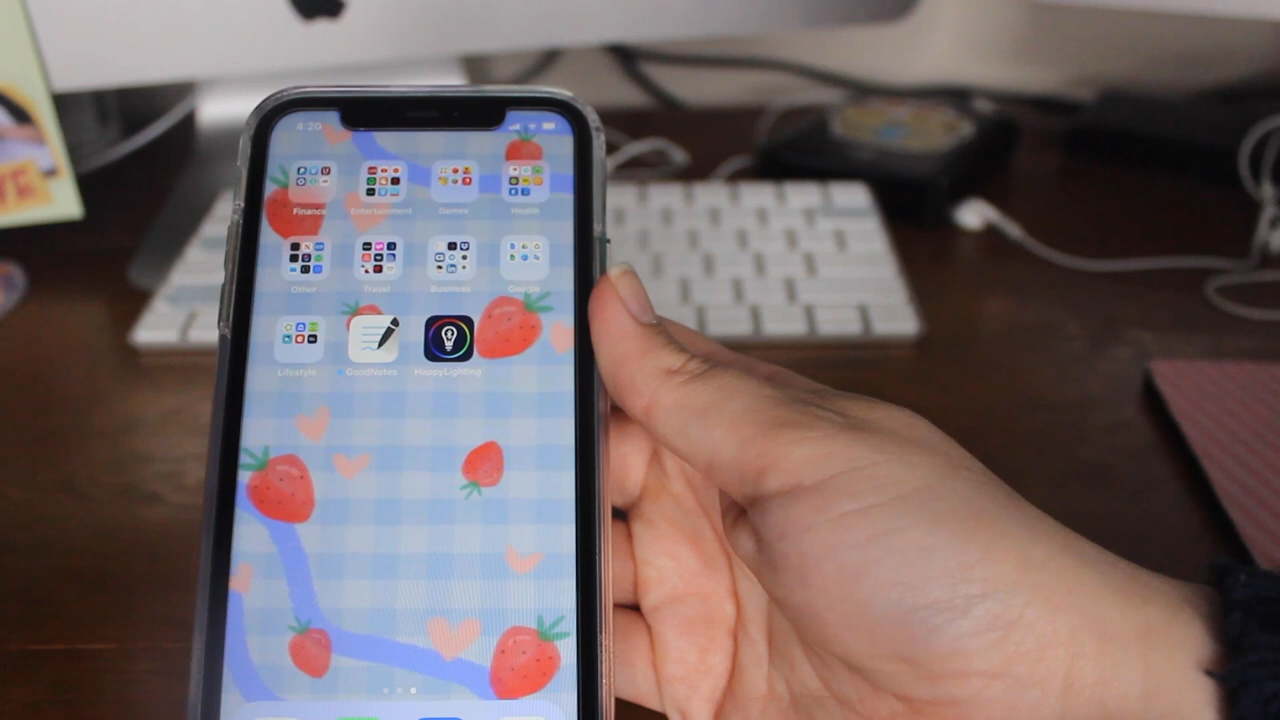 4:20
Finance Entertainment Games Health
Other Travel Business Google
Lifestyle GoodNotes HappyLighting